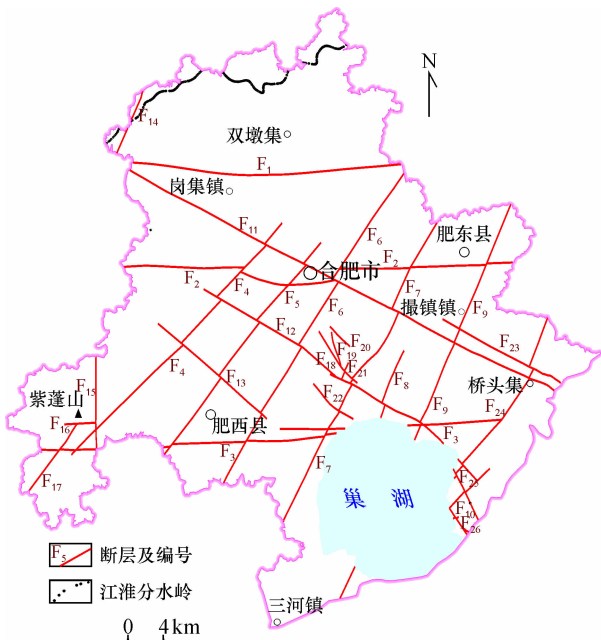 N
F14
双墩集
F1
岗集镇
F11
F6
肥东县
F2
合肥市
F2
F4
F5
F7
F9
F6
撮镇镇
F12
F20
F19
F18
F21
F23
F4
F13
F8
桥头集
F15
紫蓬山
F22
F24
F16
肥西县
F9
F3
F3
F7
F17
F25
巢 湖
F10
F26
F5 断层及编号
江淮分水岭
三河镇
0 4 km